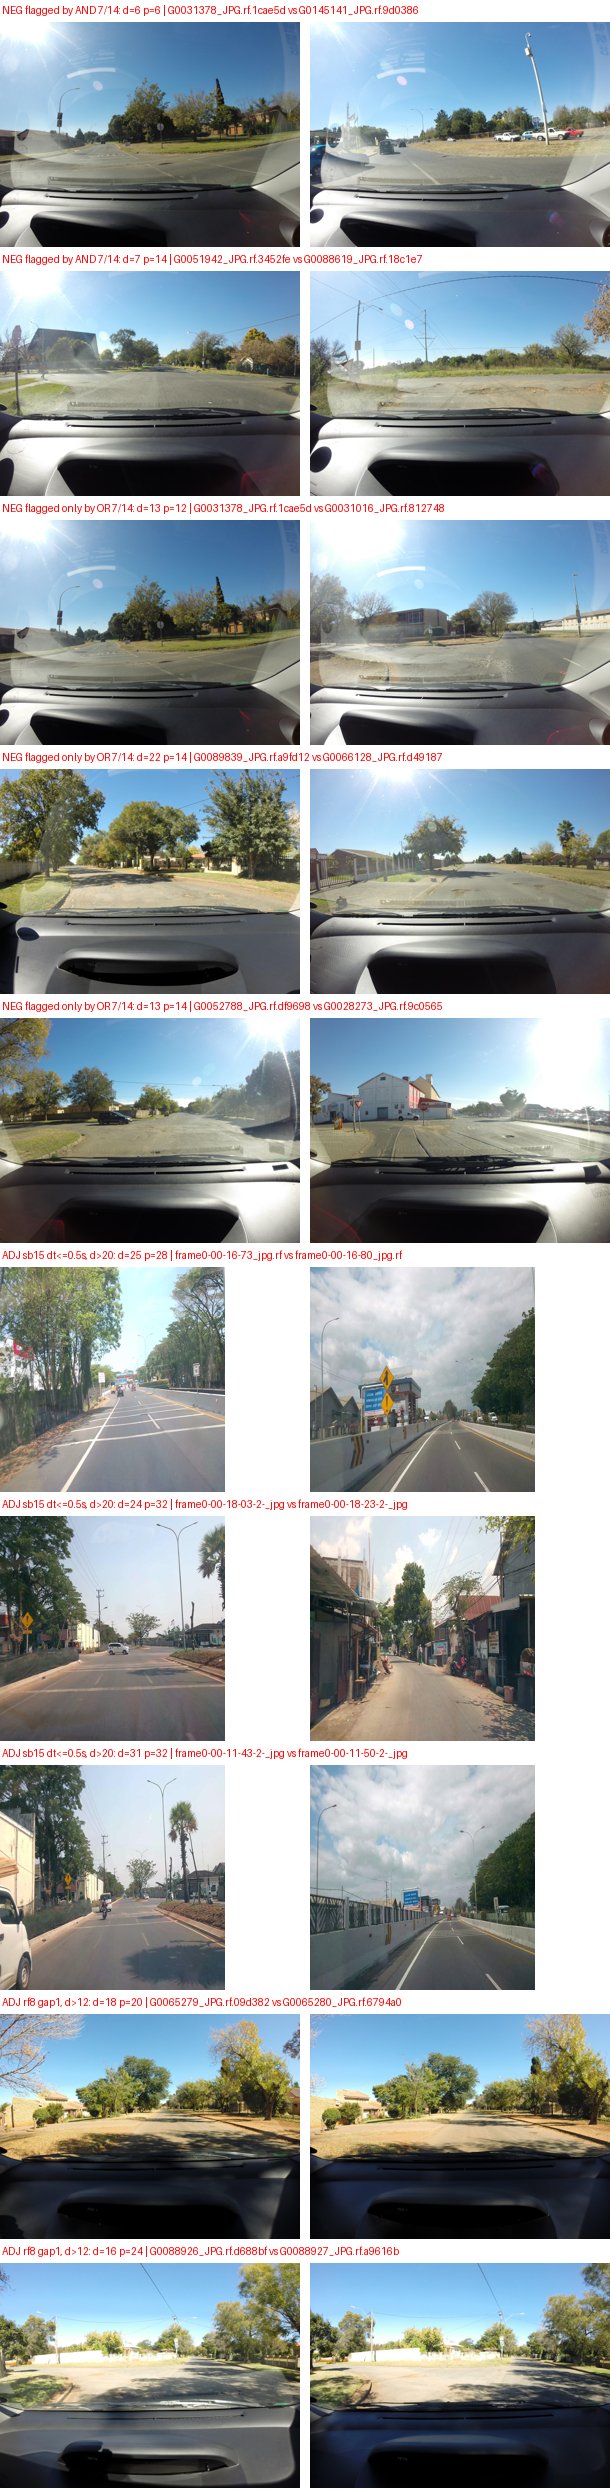 NEG flagged by AND 7/14: d=6 p=6 | G0031378_JPG.rf.1cae5d vs G0145141_JPG.rf.9d0386
NEG flagged by AND 7/14: d=7 p=14 | G0051942_JPG.rf.3452fe vs G0088619_JPG.rf.18c1e7
NEG flagged only by OR 7/14: d=13 p=12 | G0031378_JPG.rf.1cae5d vs G0031016_JPG.rf.812748
NEG flagged only by OR 7/14: d=22 p=14 | G0089839_JPG.rf.a9fd12 vs G0066128_JPG.rf.d49187
NEG flagged only by OR 7/14: d=13 p=14 | G0052788_JPG.rf.df9698 vs G0028273_JPG.rf.9c0565
ADJ sb15 dt<=0.5s, d>20: d=25 p=28 | frame0-00-16-73_jpg.rf vs frame0-00-16-80_jpg.rf
ADJ sb15 dt<=0.5s, d>20: d=24 p=32 | frame0-00-18-03-2-_jpg vs frame0-00-18-23-2-_jpg
ADJ sb15 dt<=0.5s, d>20: d=31 p=32 | frame0-00-11-43-2-_jpg vs frame0-00-11-50-2-_jpg
ADJ rf8 gap1, d>12: d=18 p=20 | G0065279_JPG.rf.09d382 vs G0065280_JPG.rf.6794a0
ADJ rf8 gap1, d>12: d=16 p=24 | G0088926_JPG.rf.d688bf vs G0088927_JPG.rf.a9616b